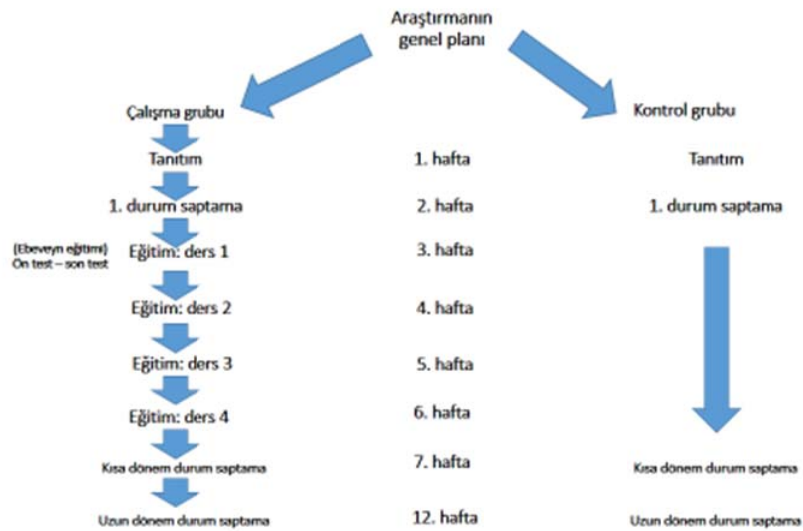 Araştırmanın
genel planı
Çalışma grubu
Kontrol grubu
Tanıtım
1. hafta
Tanıtım
1. durum saptama
2. hafta
1. durum saptama
(Ebeveyn eğitimi)
Ön test – son test
Eğitim: ders 1
3. hafta
Eğitim: ders 2
4. hafta
Eğitim: ders 3
5. hafta
Eğitim: ders 4
6. hafta
Kısa dönem durum saptama
7. hafta
Kısa dönem durum saptama
Uzun dönem durum saptama
12. hafta
Uzun dönem durum saptama